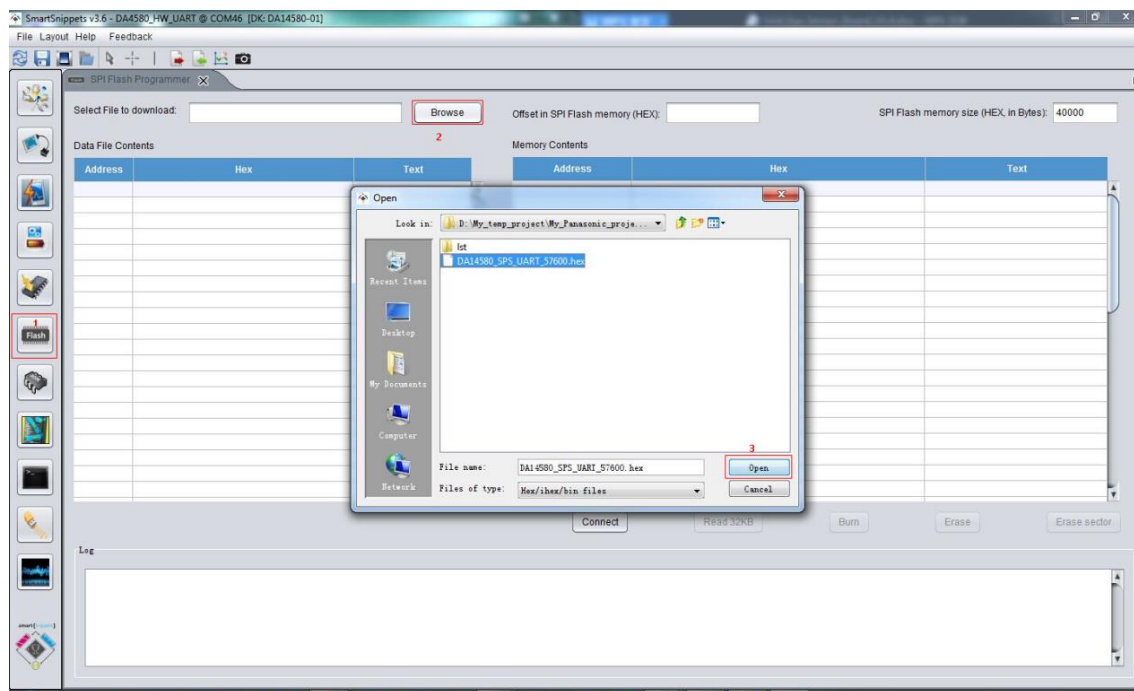 SmartSnippets v3.6 - DA4580_HW_UART @ COM46 [DK: DA14580-01]
File Layout Help Feedback
SPI Flash Programmer
Select File to download:
Browse
Offset in SPI Flash memory (HEX):
SPI Flash memory size (HEX, in Bytes): 40000
2
Data File Contents
Memory Contents
Address Hex Text
Address Hex Text
Open
Look in: D:\My_temp_project\My_Panasonic_proje...
lst
DA14580_SPS_UART_57600.hex
Recent Items
Desktop
My Documents
Computer
Network
1
Flash
3
File name: DA14580_SPS_UART_57600.hex
Open
Files of type: Hex/ihex/bin files
Cancel
Connect Read 32KB Burn Erase Erase sector
Log